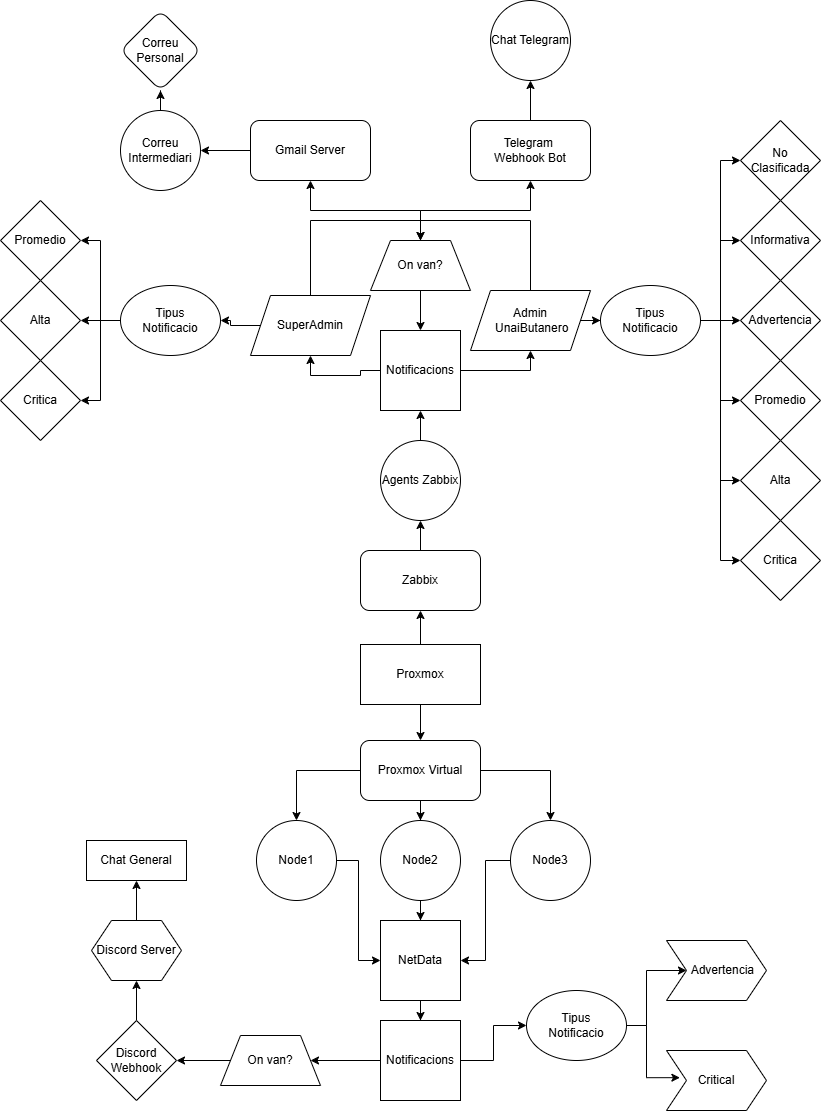 Correu
Personal
Chat Telegram
Correu
Intermediari
Gmail Server
Telegram
Webhook Bot
No
Clasificada
Promedio
On van?
Informativa
Tipus
Notificacio
SuperAdmin
Admin
UnaiButanero
Tipus
Notificacio
Alta
Advertencia
Notificacions
Critica
Promedio
Agents Zabbix
Alta
Zabbix
Critica
Proxmox
Proxmox Virtual
Chat General
Node1
Node2
Node3
Discord Server
NetData
Advertencia
Tipus
Notificacio
Discord
Webhook
On van?
Notificacions
Critical